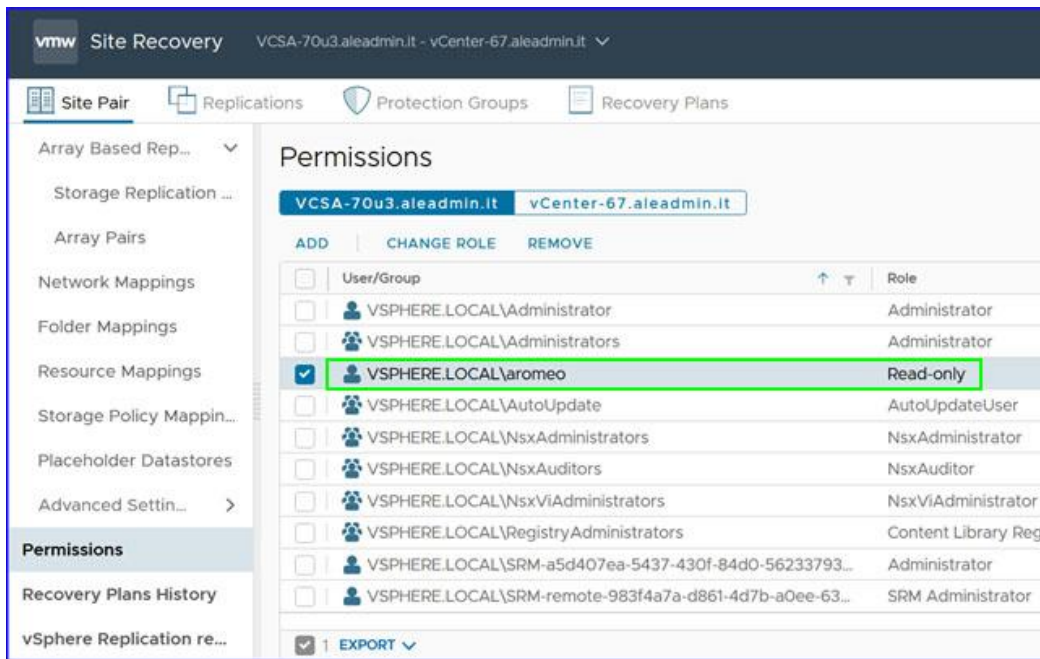 vmw Site Recovery VCSA-70u3.aleadmin.it - vCenter-67.aleadmin.it
Site Pair Replications Protection Groups Recovery Plans
Array Based Rep...
Storage Replication ...
Array Pairs
Network Mappings
Folder Mappings
Resource Mappings
Storage Policy Mappin...
Placeholder Datastores
Advanced Settin...
Permissions
Recovery Plans History
vSphere Replication re...
Permissions
VCSA-70u3.aleadmin.it vCenter-67.aleadmin.it
ADD CHANGE ROLE REMOVE
User/Group Role
VSPHERE.LOCAL\Administrator Administrator
VSPHERE.LOCAL\Administrators Administrator
VSPHERE.LOCAL\aromeo Read-only
VSPHERE.LOCAL\AutoUpdate AutoUpdateUser
VSPHERE.LOCAL\NsxAdministrators NsxAdministrator
VSPHERE.LOCAL\NsxAuditors NsxAuditor
VSPHERE.LOCAL\NsxViAdministrators NsxViAdministrator
VSPHERE.LOCAL\RegistryAdministrators Content Library Reg
VSPHERE.LOCAL\SRM-a5d407ea-5437-430f-84d0-56233793... Administrator
VSPHERE.LOCAL\SRM-remote-983f4a7a-d861-4d7b-a0ee-63... SRM Administrator
1 EXPORT